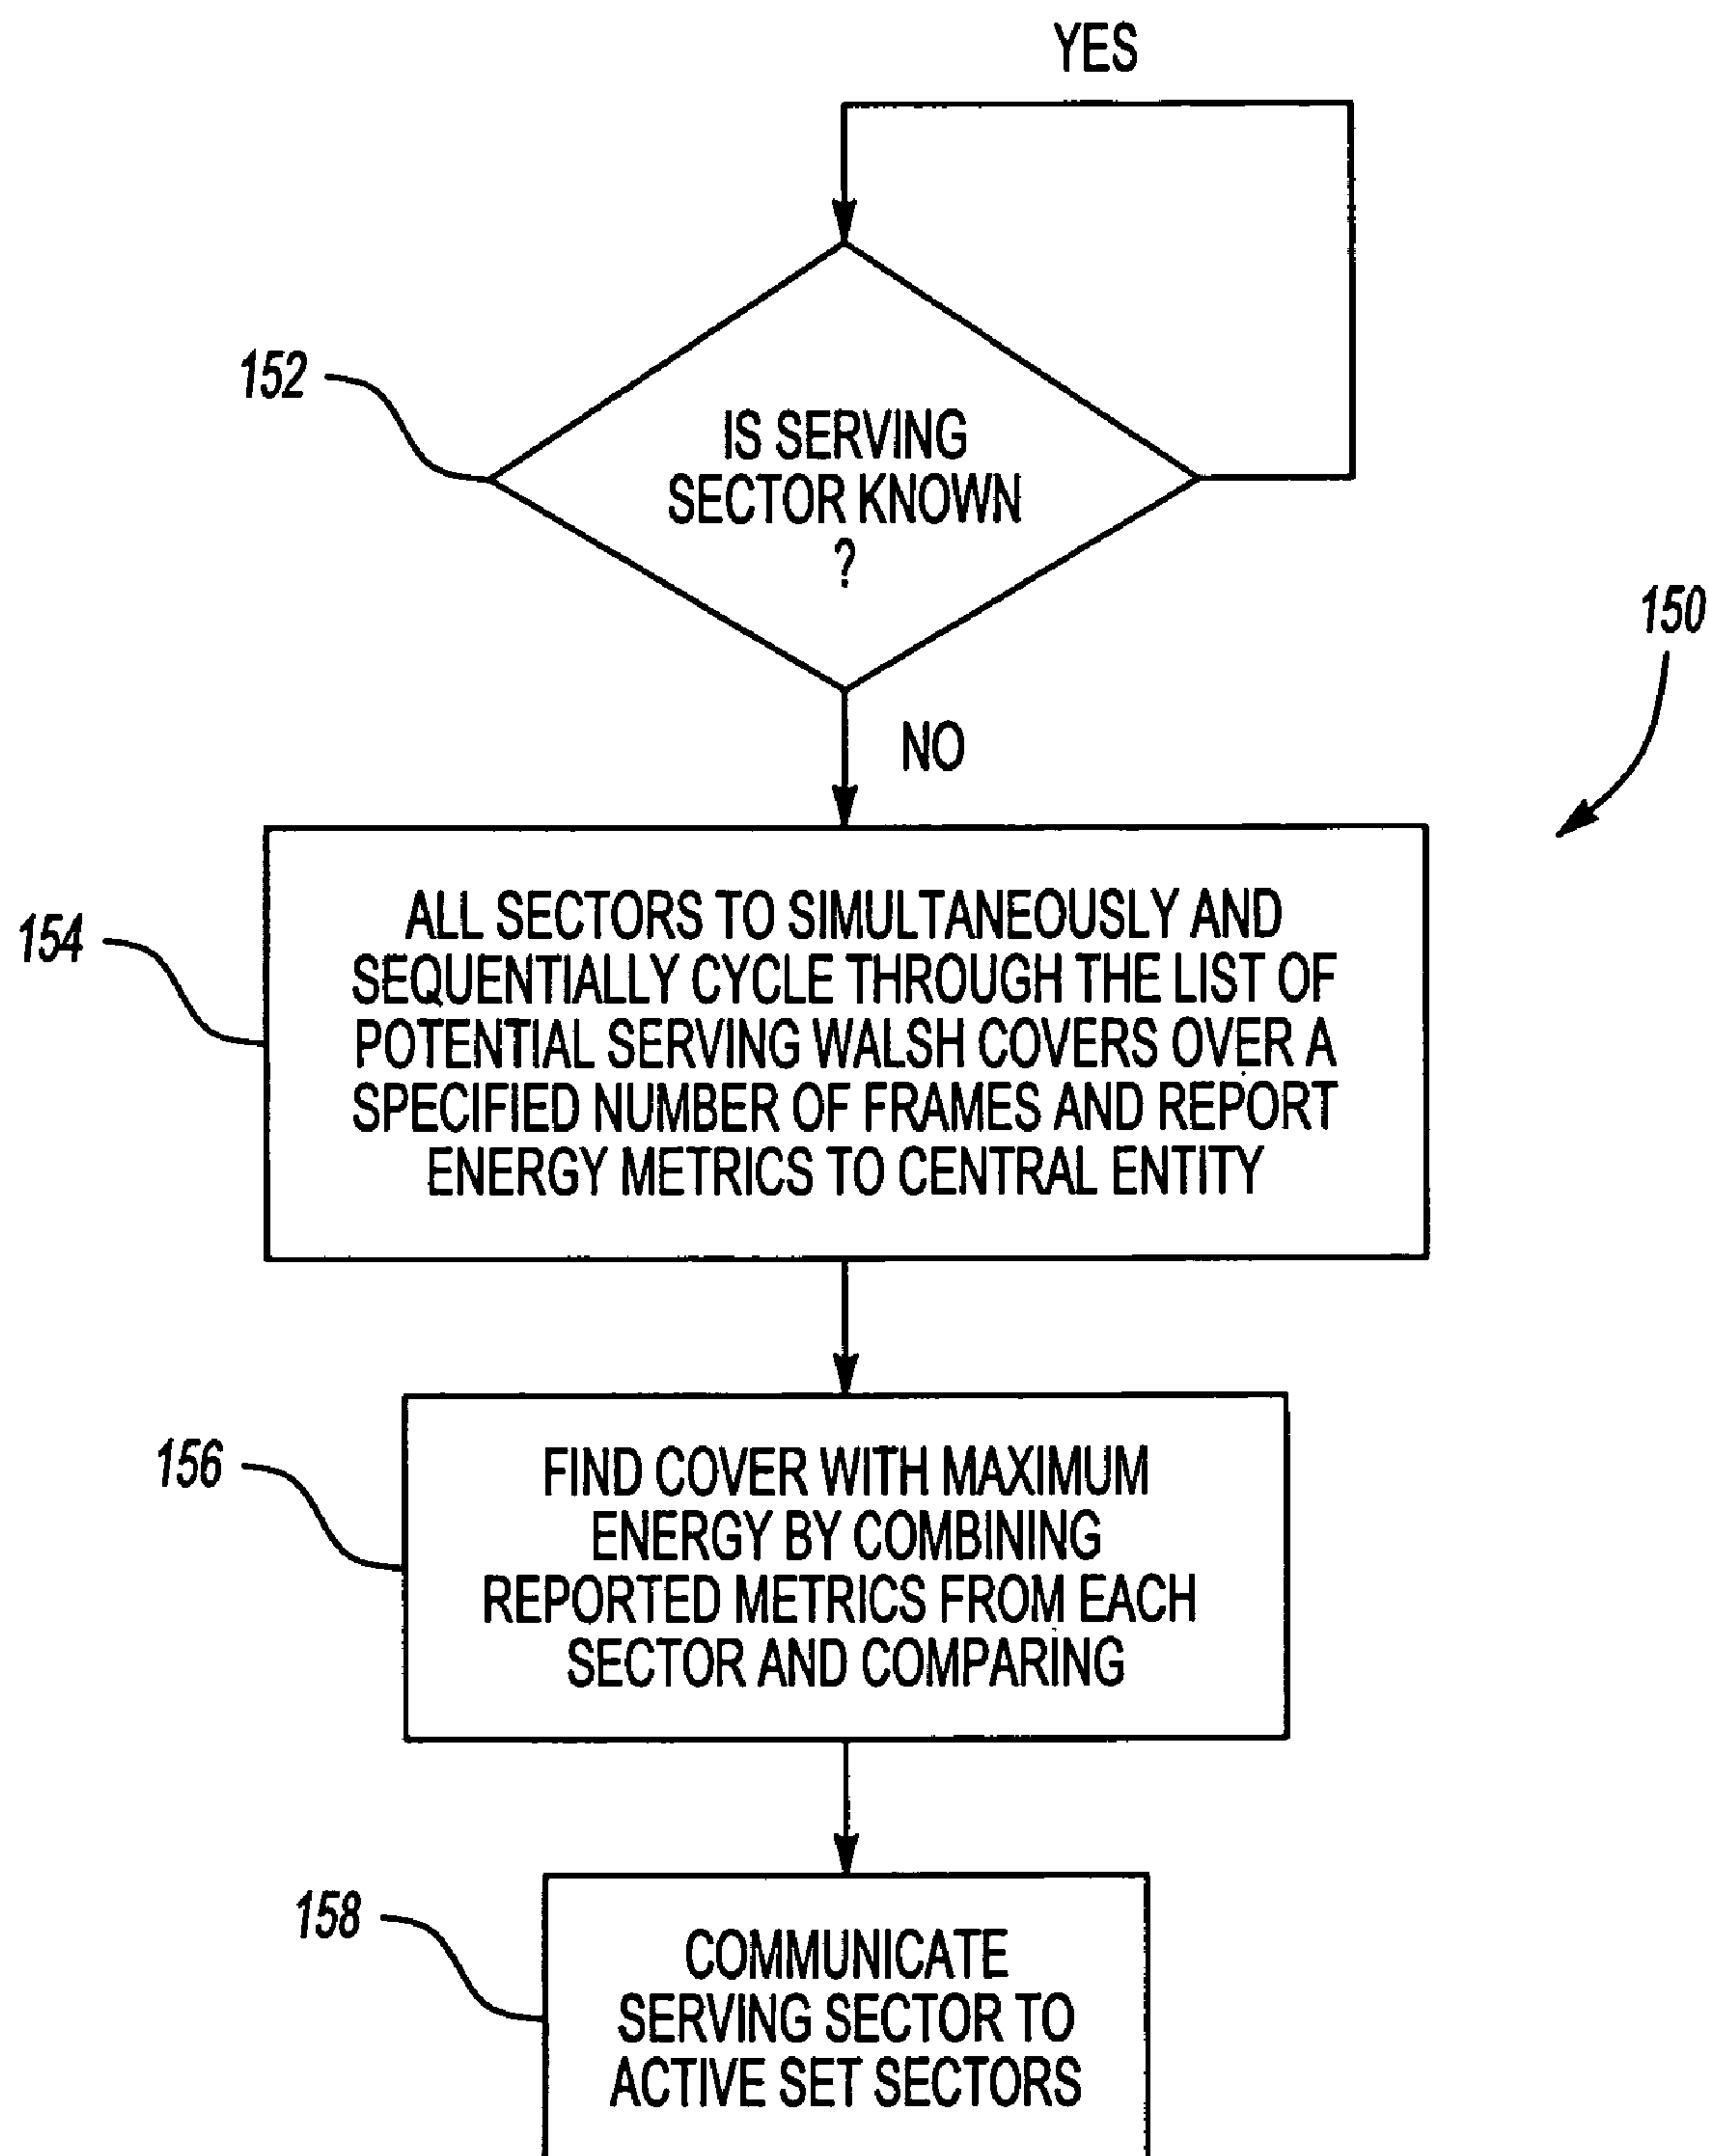 YES
152
IS SERVING
SECTOR KNOWN
?
150
NO
154
ALL SECTORS TO SIMULTANEOUSLY AND
SEQUENTIALLY CYCLE THROUGH THE LIST OF
POTENTIAL SERVING WALSH COVERS OVER A
SPECIFIED NUMBER OF FRAMES AND REPORT
ENERGY METRICS TO CENTRAL ENTITY
156
FIND COVER WITH MAXIMUM
ENERGY BY COMBINING
REPORTED METRICS FROM EACH
SECTOR AND COMPARING
158
COMMUNICATE
SERVING SECTOR TO
ACTIVE SET SECTORS